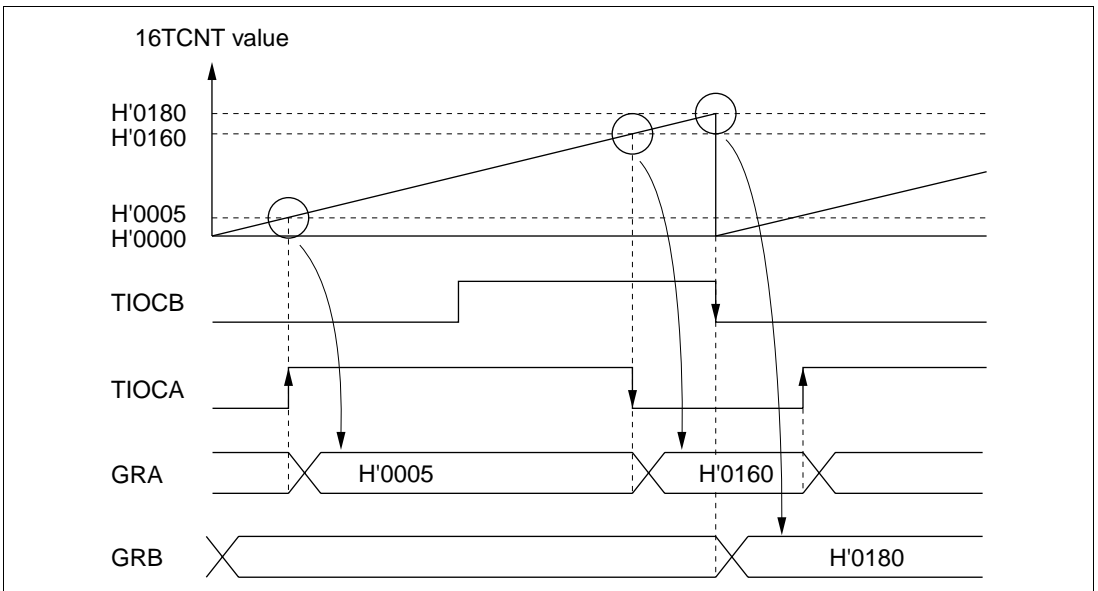 16TCNT value
H'0180
H'0160
H'0005
H'0000
TIOCB
TIOCA
GRA H'0005 H'0160
GRB H'0180